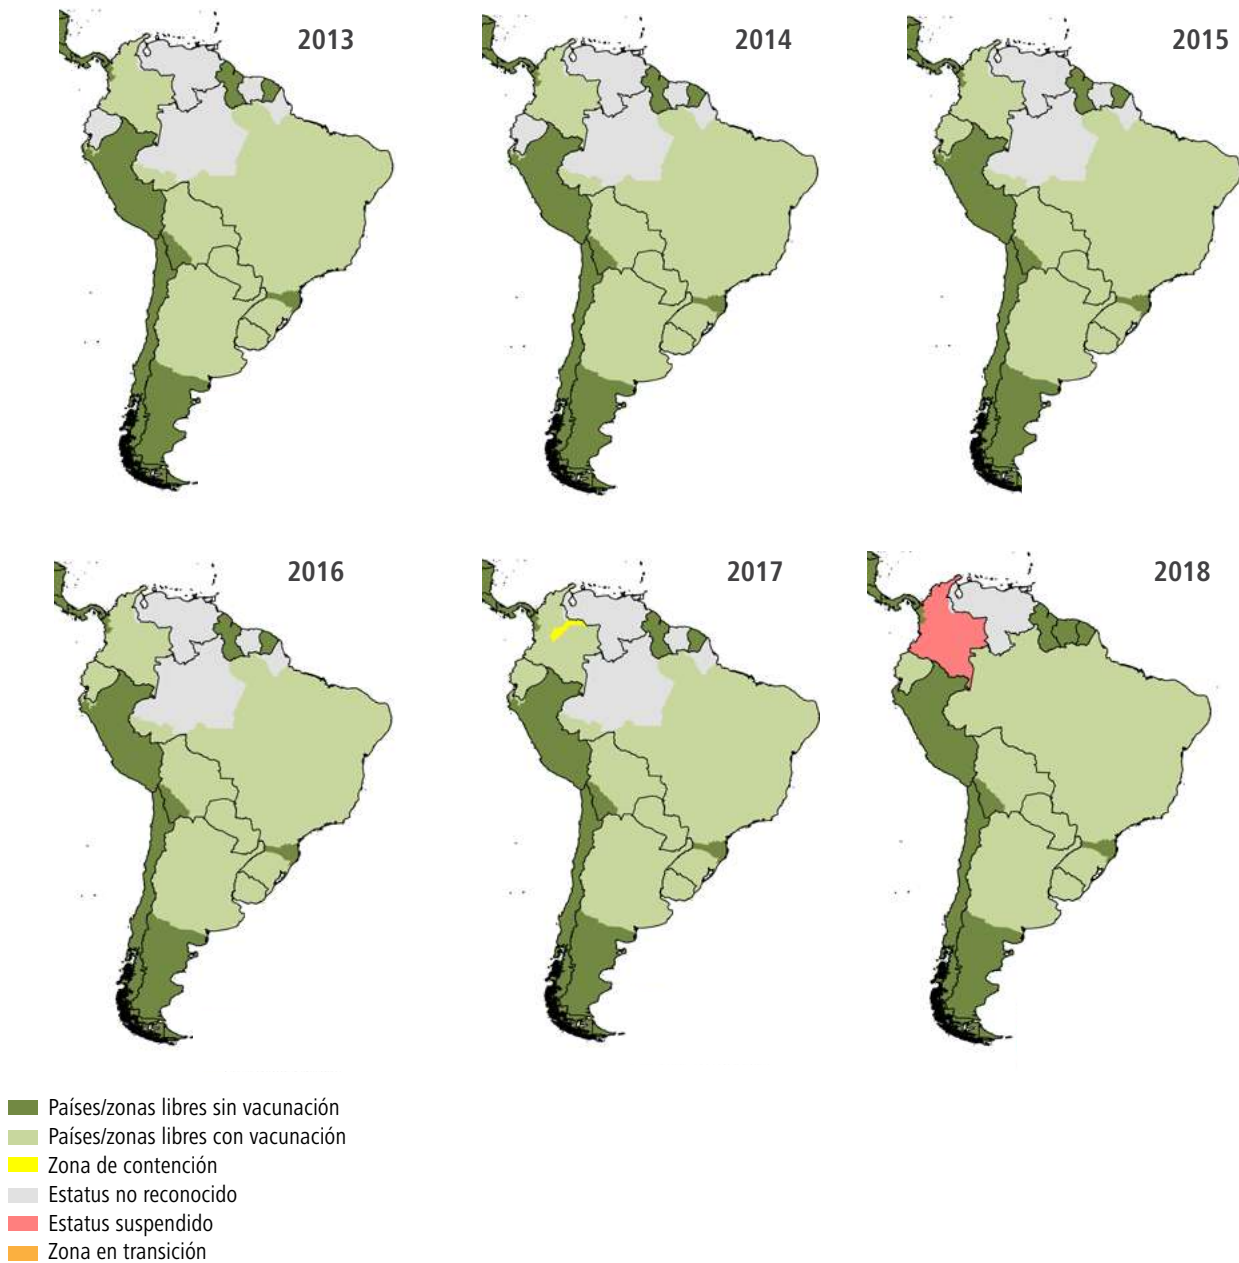 2013
2014
2015
2016
2017
2018
Países/zonas libres sin vacunación
Países/zonas libres con vacunación
Zona de contención
Estatus no reconocido
Estatus suspendido
Zona en transición